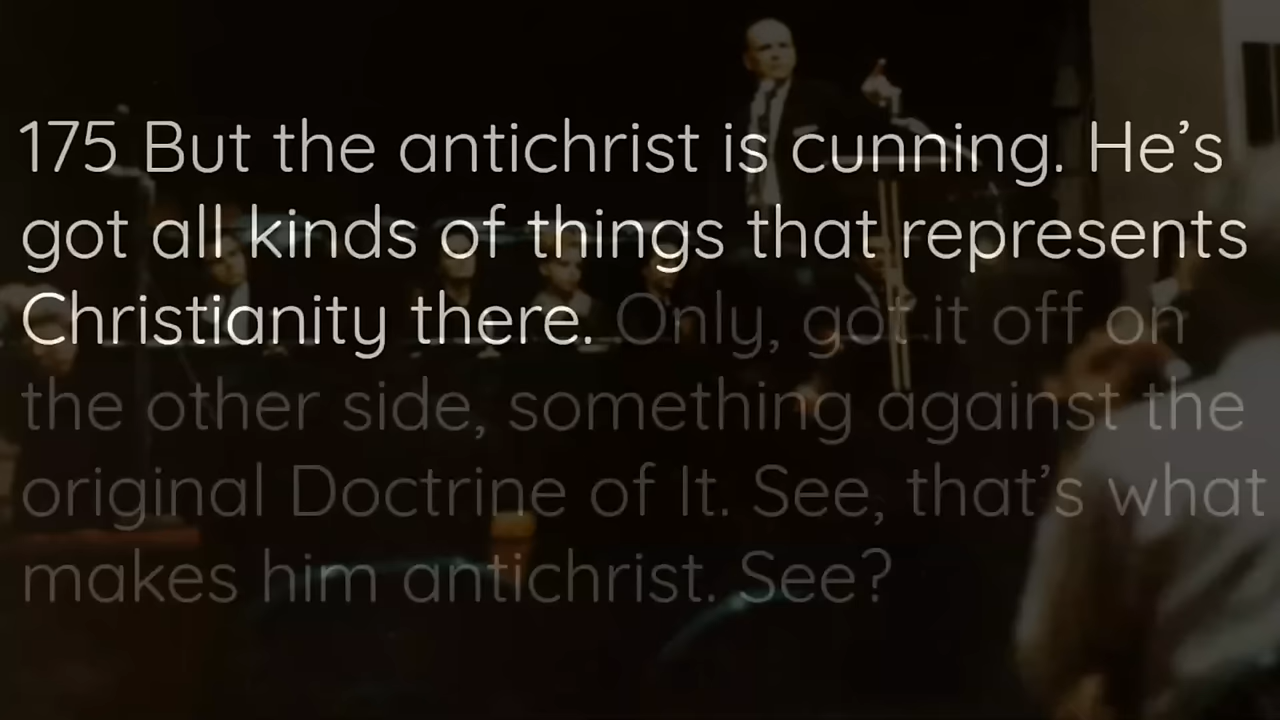 175 But the antichrist is cunning. He’s
got all kinds of things that represents
Christianity there. Only, got it off on
the other side, something against the
original Doctrine of It. See, that’s what
makes him antichrist. See?